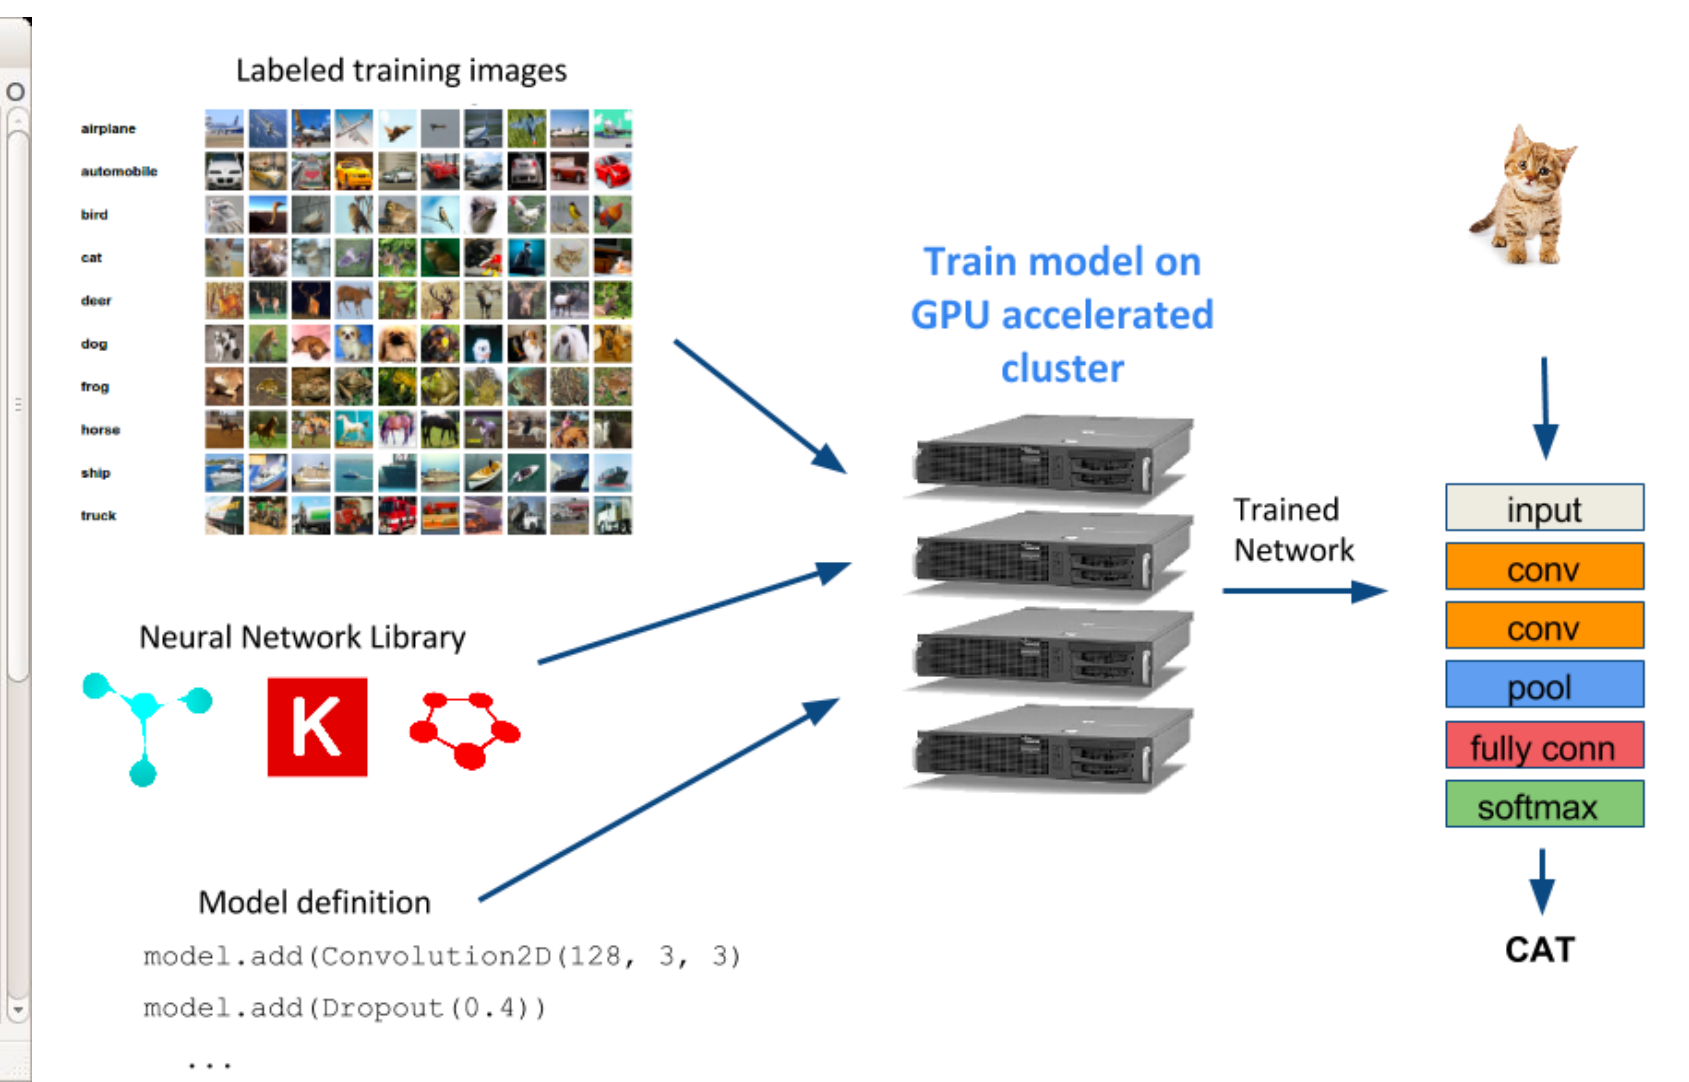 Labeled training images
airplane
automobile
bird
cat
deer
dog
frog
horse
ship
truck
Neural Network Library
K
Model definition
model.add(Convolution2D(128, 3, 3)
model.add(Dropout(0.4))
...
Train model on
GPU accelerated
cluster
Trained
Network
input
conv
conv
pool
fully conn
softmax
CAT